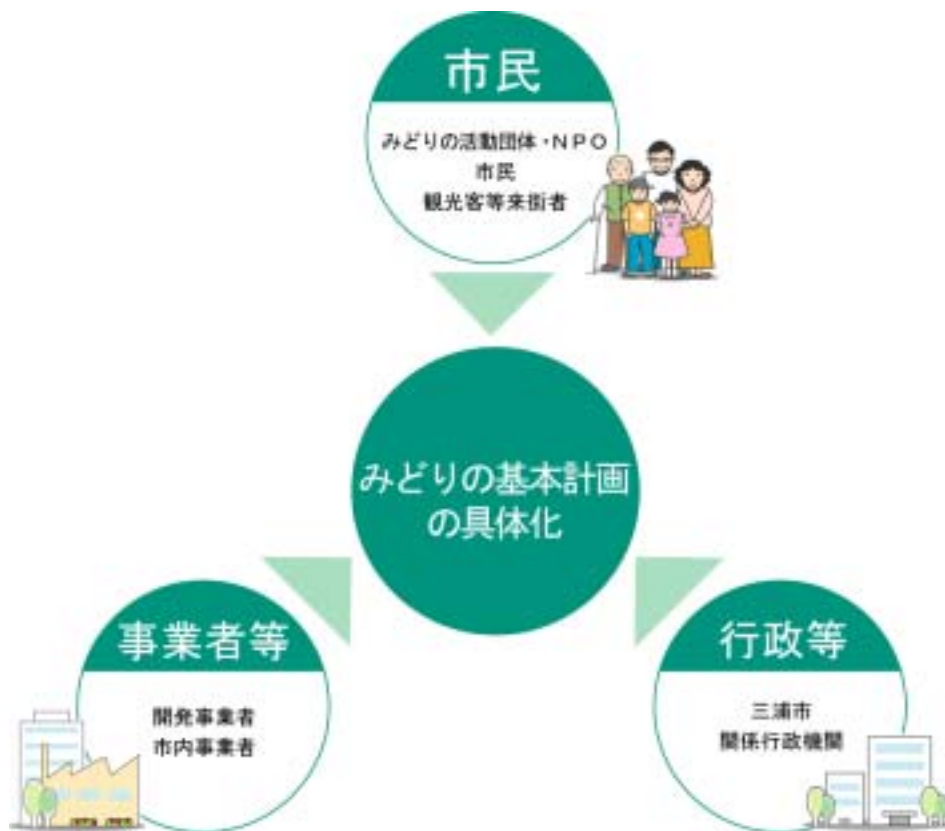 市民
みどりの活動団体・NPO
市民
観光客等来街者
みどりの基本計画
の具体化
事業者等
開発事業者
市内事業者
行政等
三浦市
関係行政機関